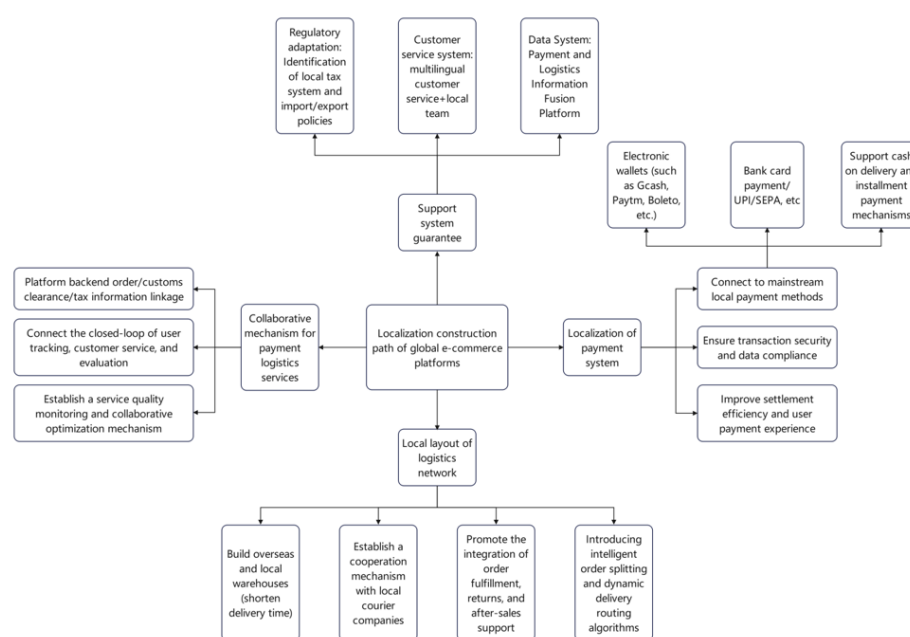 Regulatory
adaptation:
Identification
of local tax
system and
import/export
policies
Customer
service system:
multilingual
customer
service+local
team
Data System:
Payment and
Logistics
Information
Fusion
Platform
Electronic
wallets (such
as Gcash,
Paytm, Boleto,
etc.)
Bank card
payment/
UPI/SEPA, etc
Support cash
on delivery and
installment
payment
mechanisms
Support
system
guarantee
Platform backend order/customs
clearance/tax information linkage
Connect the closed-loop of user
tracking, customer service, and
evaluation
Establish a service quality
monitoring and collaborative
optimization mechanism
Collaborative
mechanism for
payment
logistics
services
Localization construction
path of global e-commerce
platforms
Localization of
payment
system
Connect to mainstream
local payment methods
Ensure transaction security
and data compliance
Improve settlement
efficiency and user
payment experience
Local layout of
logistics
network
Build overseas
and local
warehouses
(shorten
delivery time)
Establish a
cooperation
mechanism
with local
courier
companies
Promote the
integration of
order
fulfillment,
returns, and
after-sales
support
Introducing
intelligent
order splitting
and dynamic
delivery
routing
algorithms